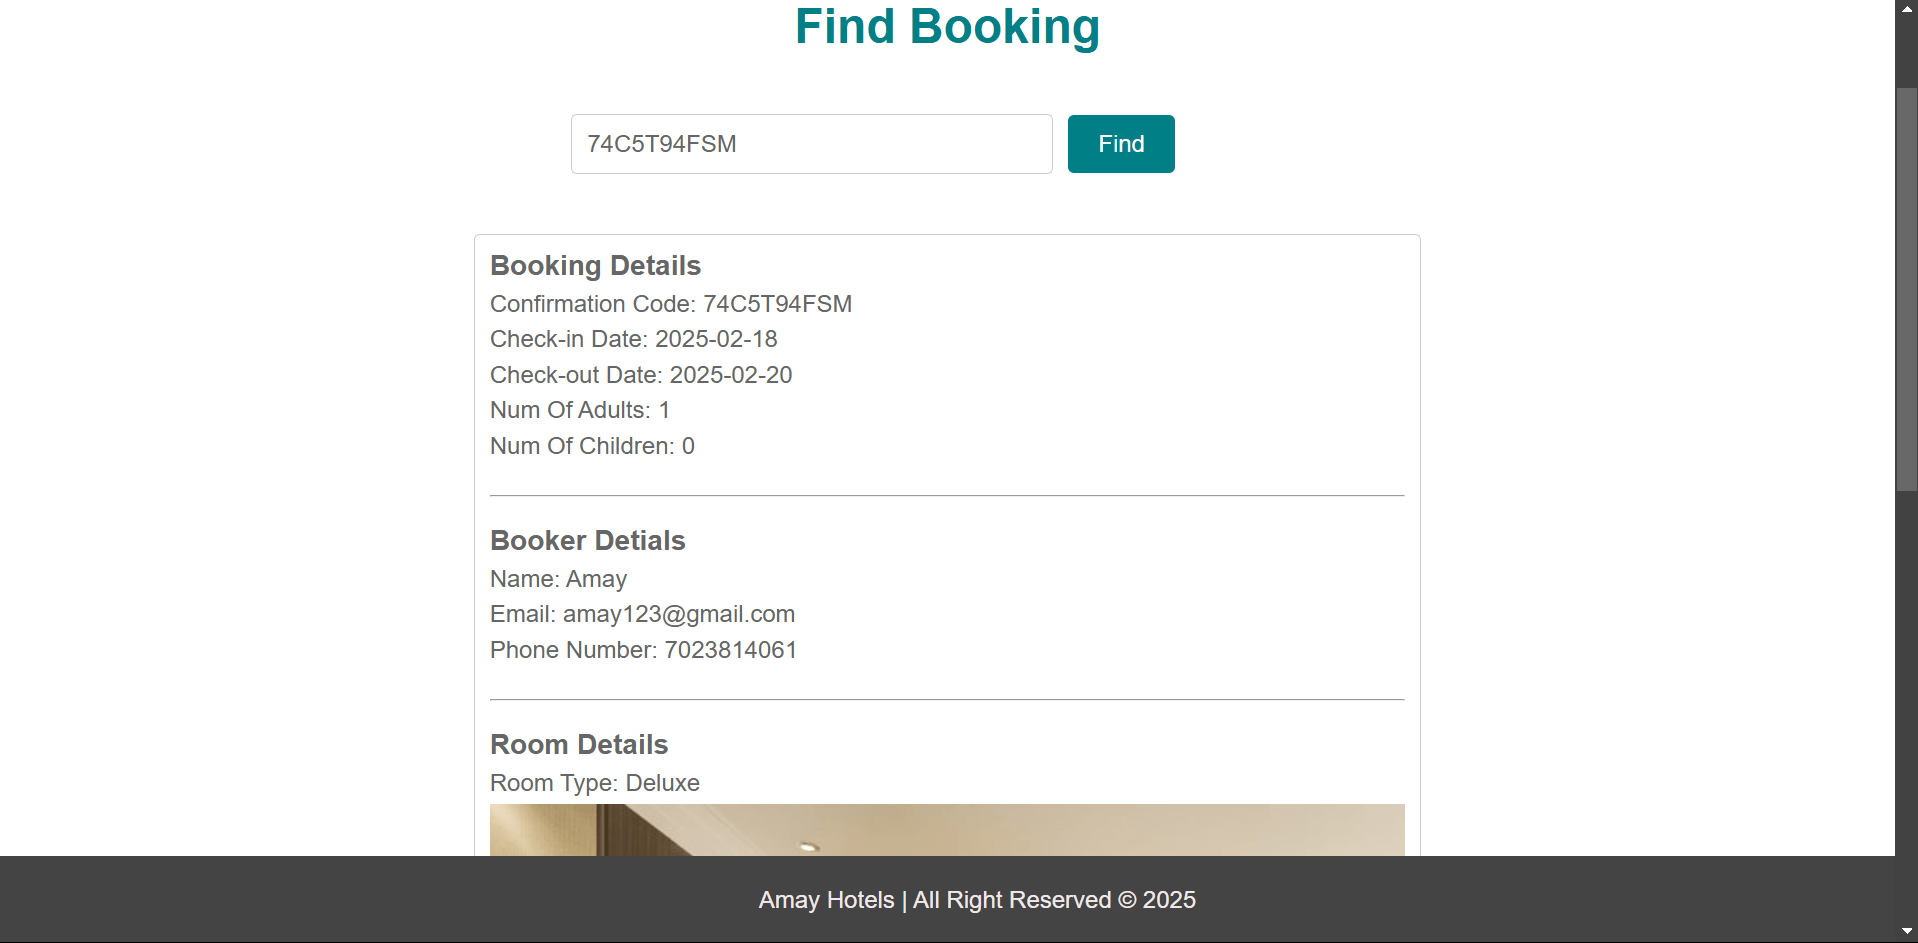 Find Booking
74C5T94FSM
Find
Booking Details
Confirmation Code: 74C5T94FSM
Check-in Date: 2025-02-18
Check-out Date: 2025-02-20
Num Of Adults: 1
Num Of Children: 0
Booker Detials
Name: Amay
Email: amay123@gmail.com
Phone Number: 7023814061
Room Details
Room Type: Deluxe
Amay Hotels | All Right Reserved © 2025